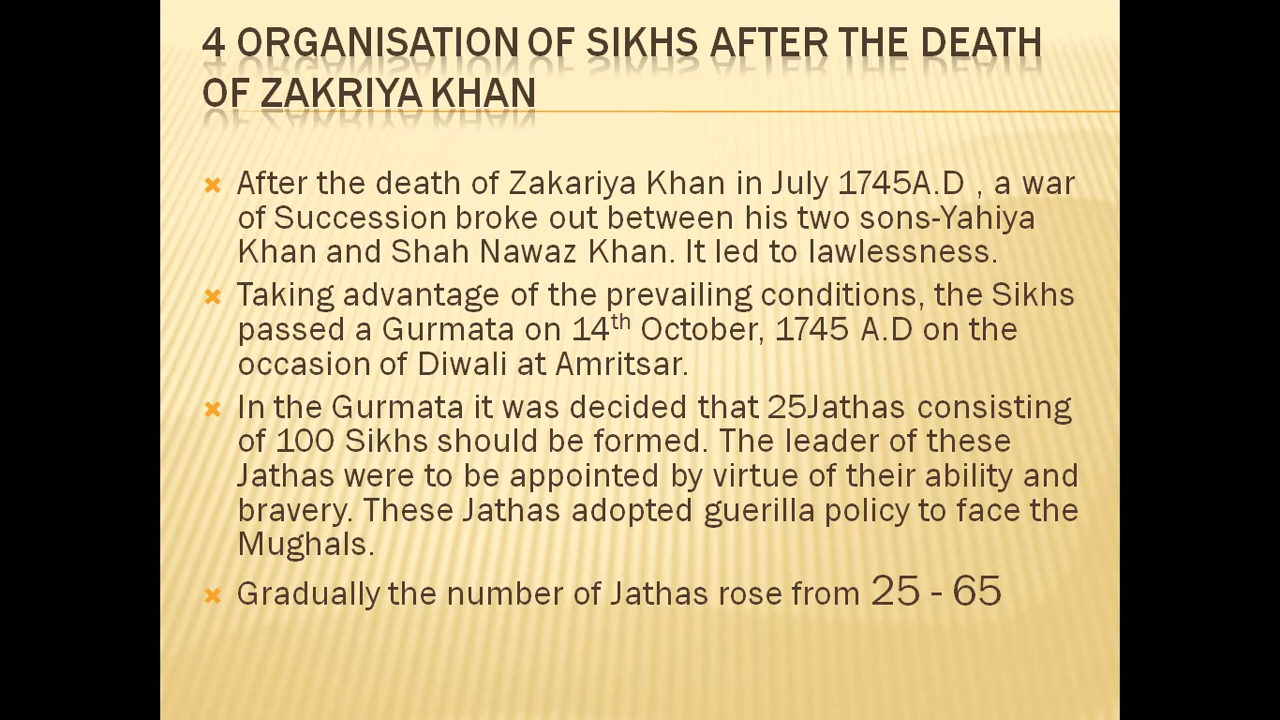 4 ORGANISATION OF SIKHS AFTER THE DEATH
OF ZAKRIYA KHAN
After the death of Zakariya Khan in July 1745A.D , a war
of Succession broke out between his two sons-Yahiya
Khan and Shah Nawaz Khan. It led to lawlessness.
Taking advantage of the prevailing conditions, the Sikhs
passed a Gurmata on 14th October, 1745 A.D on the
occasion of Diwali at Amritsar.
In the Gurmata it was decided that 25Jathas consisting
of 100 Sikhs should be formed. The leader of these
Jathas were to be appointed by virtue of their ability and
bravery. These Jathas adopted guerilla policy to face the
Mughals.
Gradually the number of Jathas rose from 25 - 65